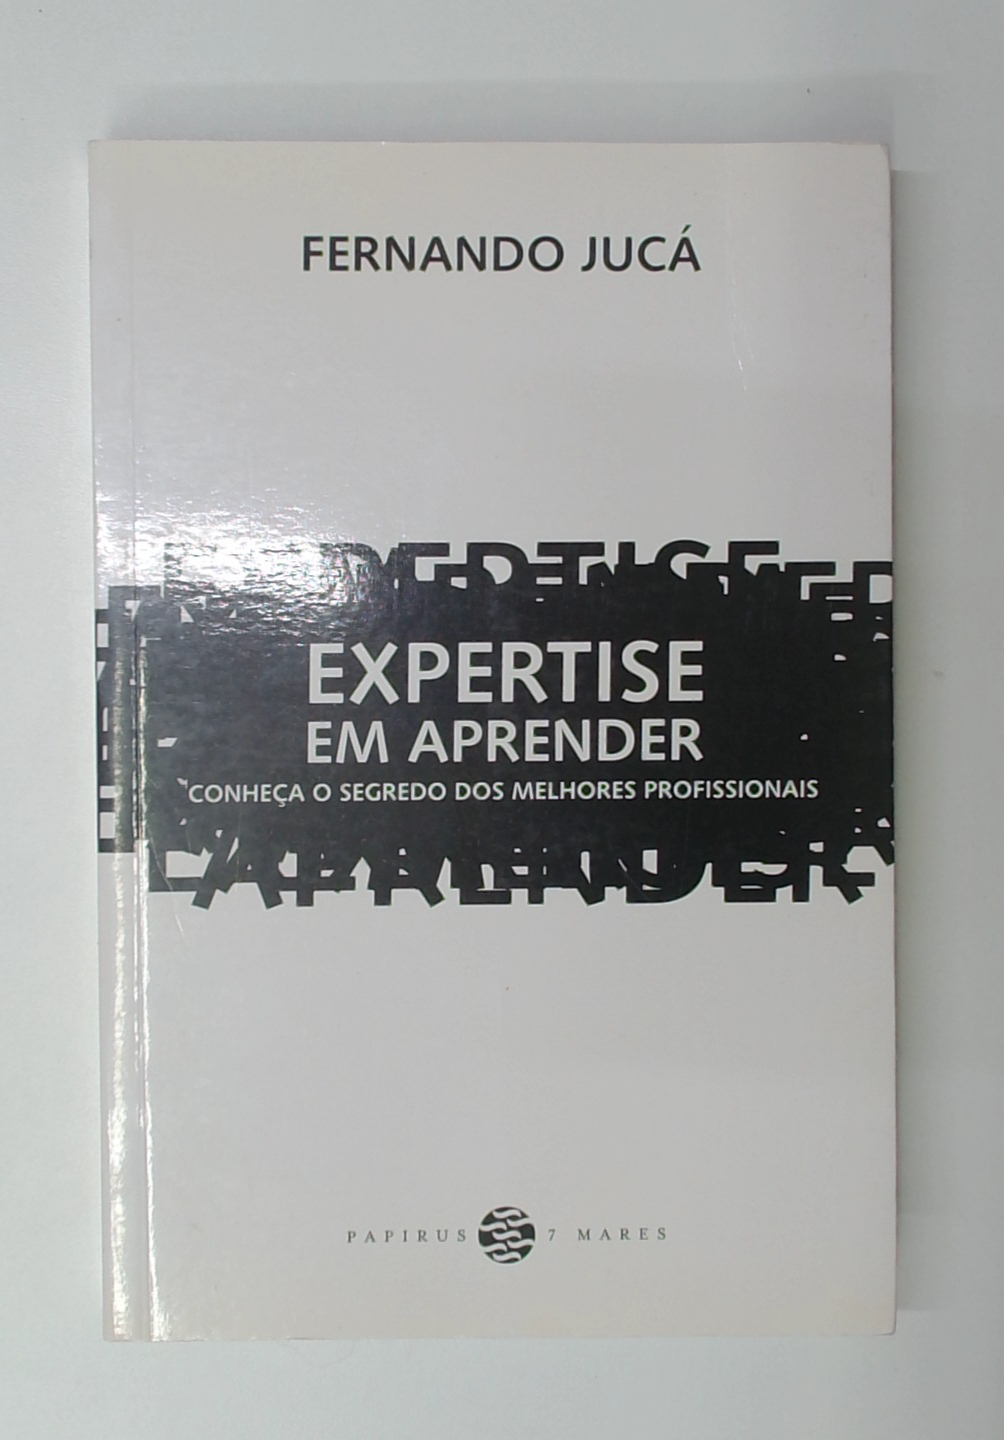 FERNANDO JUCÁ
EXPERTISE
EM APRENDER
CONHEÇA O SEGREDO DOS MELHORES PROFISSIONAIS
PAPIRUS 7 MARES